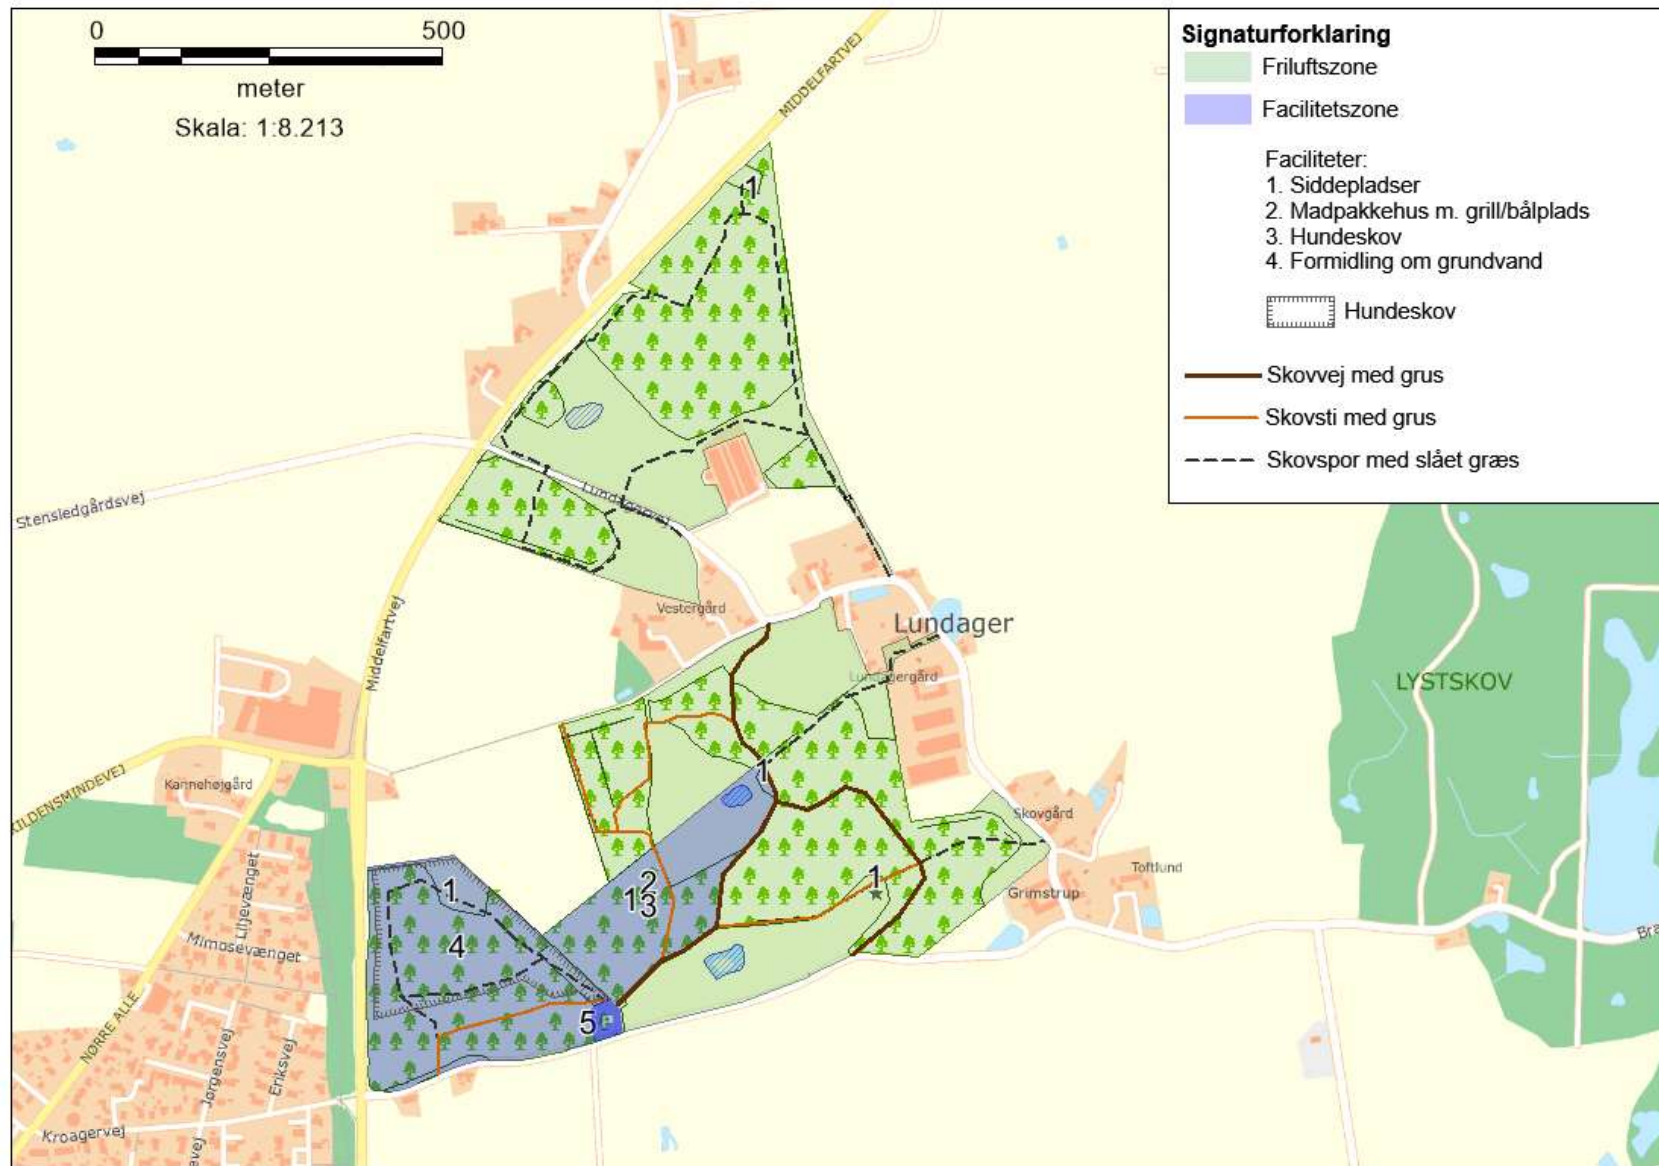 0 500
meter
Skala: 1:8.213
Signaturforklaring
Friluftszone
Facilitetszone
Faciliteter:
1. Siddepladser
2. Madpakkehus m. grill/bålplads
3. Hundeskov
4. Formidling om grundvand
Hundeskov
Skovvej med grus
Skovsti med grus
Skovspor med slået græs
MIDDELFARTVEJ
1
Stensledgårdsvej
Lundagervej
Vestergård
Lundager
Middelfartvej
Lundagergård
LYSTSKOV
1
KILDENSMINDEVEJ
Kannehøjgård
Skovgård
Toftlund
Grimstrup
1
1
2
1
3
4
5
P
Liljevænget
Mimosevænget
NØRRE ALLE
Jørgensvej
Eriksvej
Kroagervej